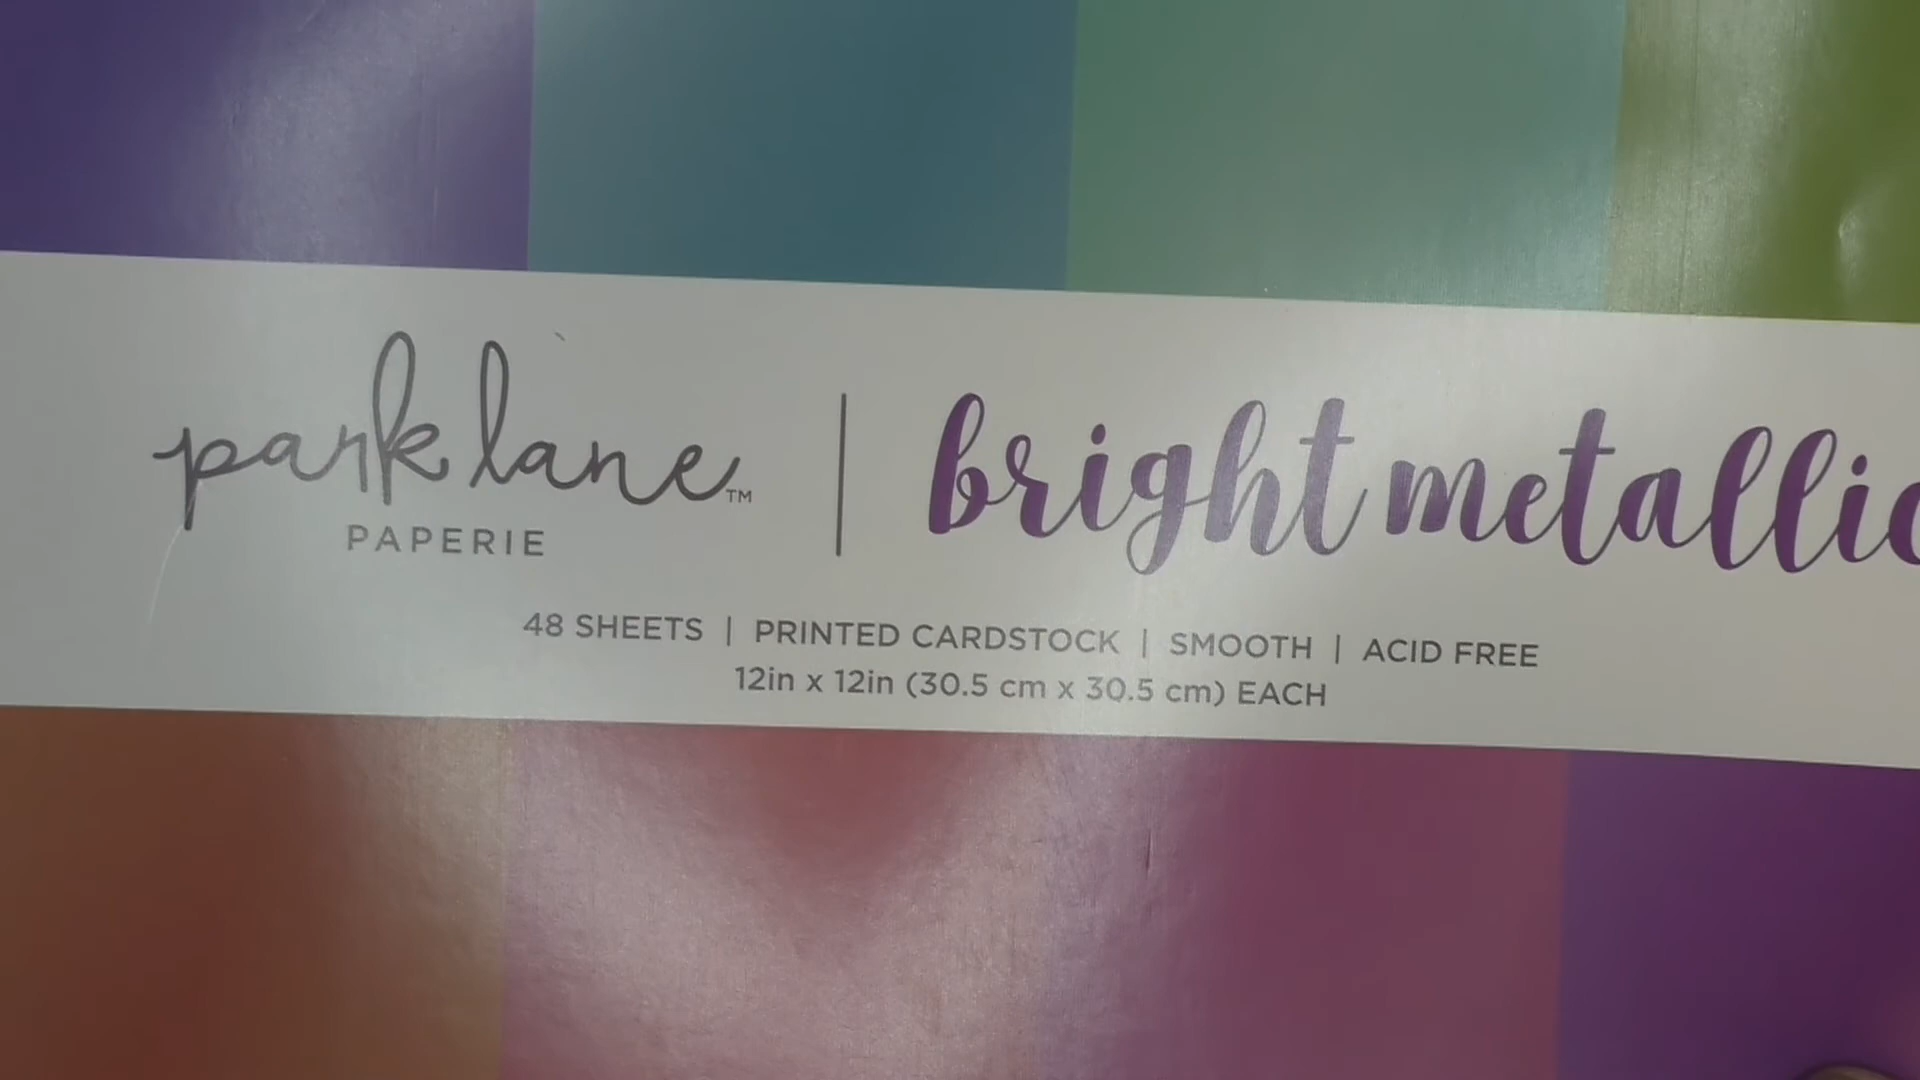 park lane™ | bright metallic
PAPERIE
48 SHEETS | PRINTED CARDSTOCK | SMOOTH | ACID FREE
12in x 12in (30.5 cm x 30.5 cm) EACH